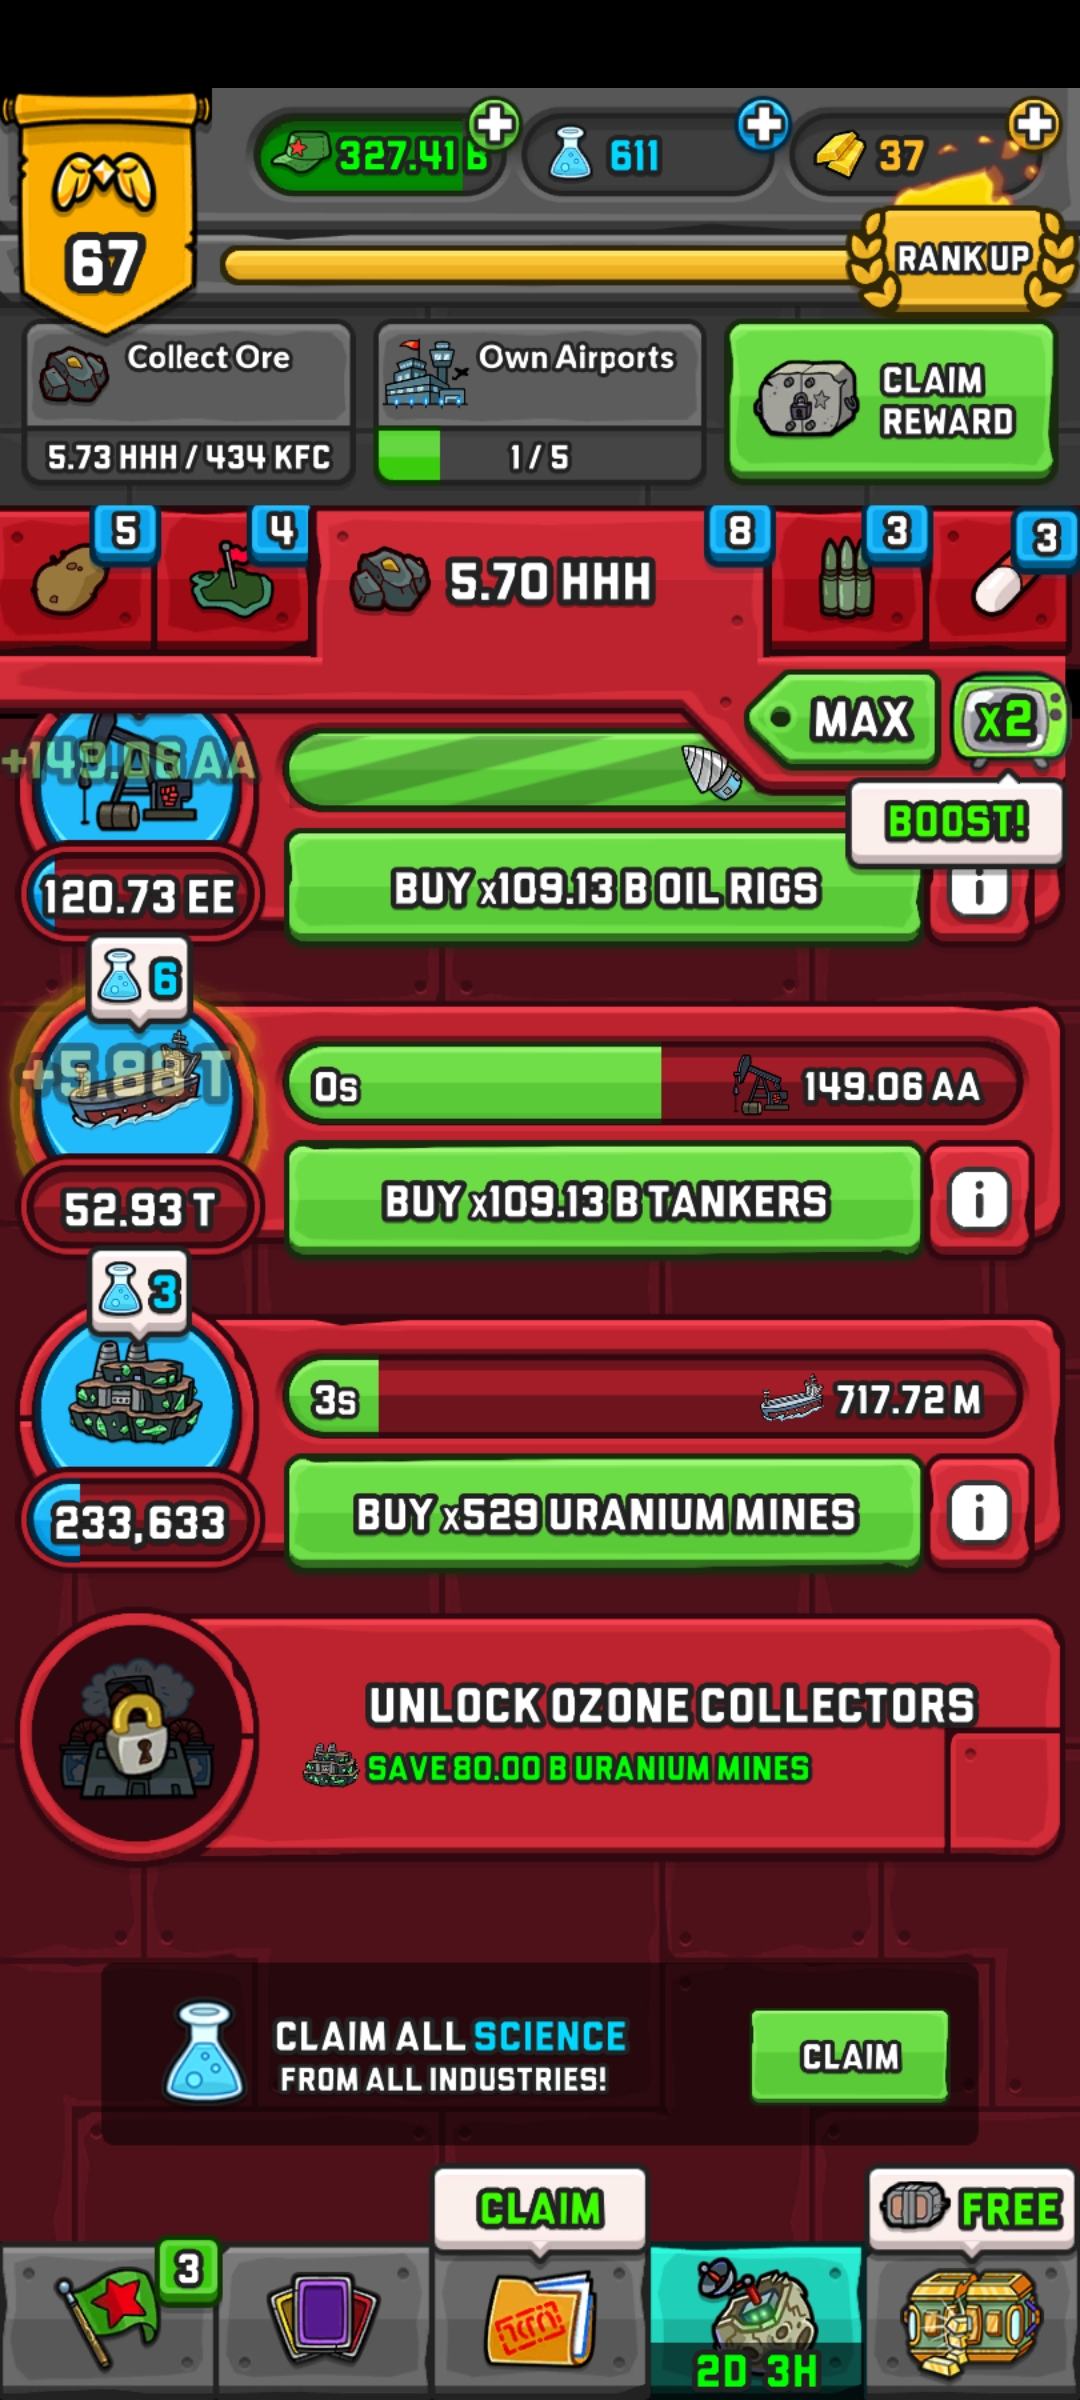 327.41 B
611
37
67
RANK UP
Collect Ore
5.73 HHH / 434 KFC
Own Airports
1 / 5
CLAIM
REWARD
5
4
5.70 HHH
8
3
3
MAX
x2
BOOST!
+149.06 AA
120.73 EE
BUY x109.13 B OIL RIGS
i
6
0s
149.06 AA
52.93 T
BUY x109.13 B TANKERS
i
3
3s
717.72 M
233,633
BUY x529 URANIUM MINES
i
UNLOCK OZONE COLLECTORS
SAVE 80.00 B URANIUM MINES
CLAIM ALL SCIENCE
FROM ALL INDUSTRIES!
CLAIM
CLAIM
FREE
3
2D 3H